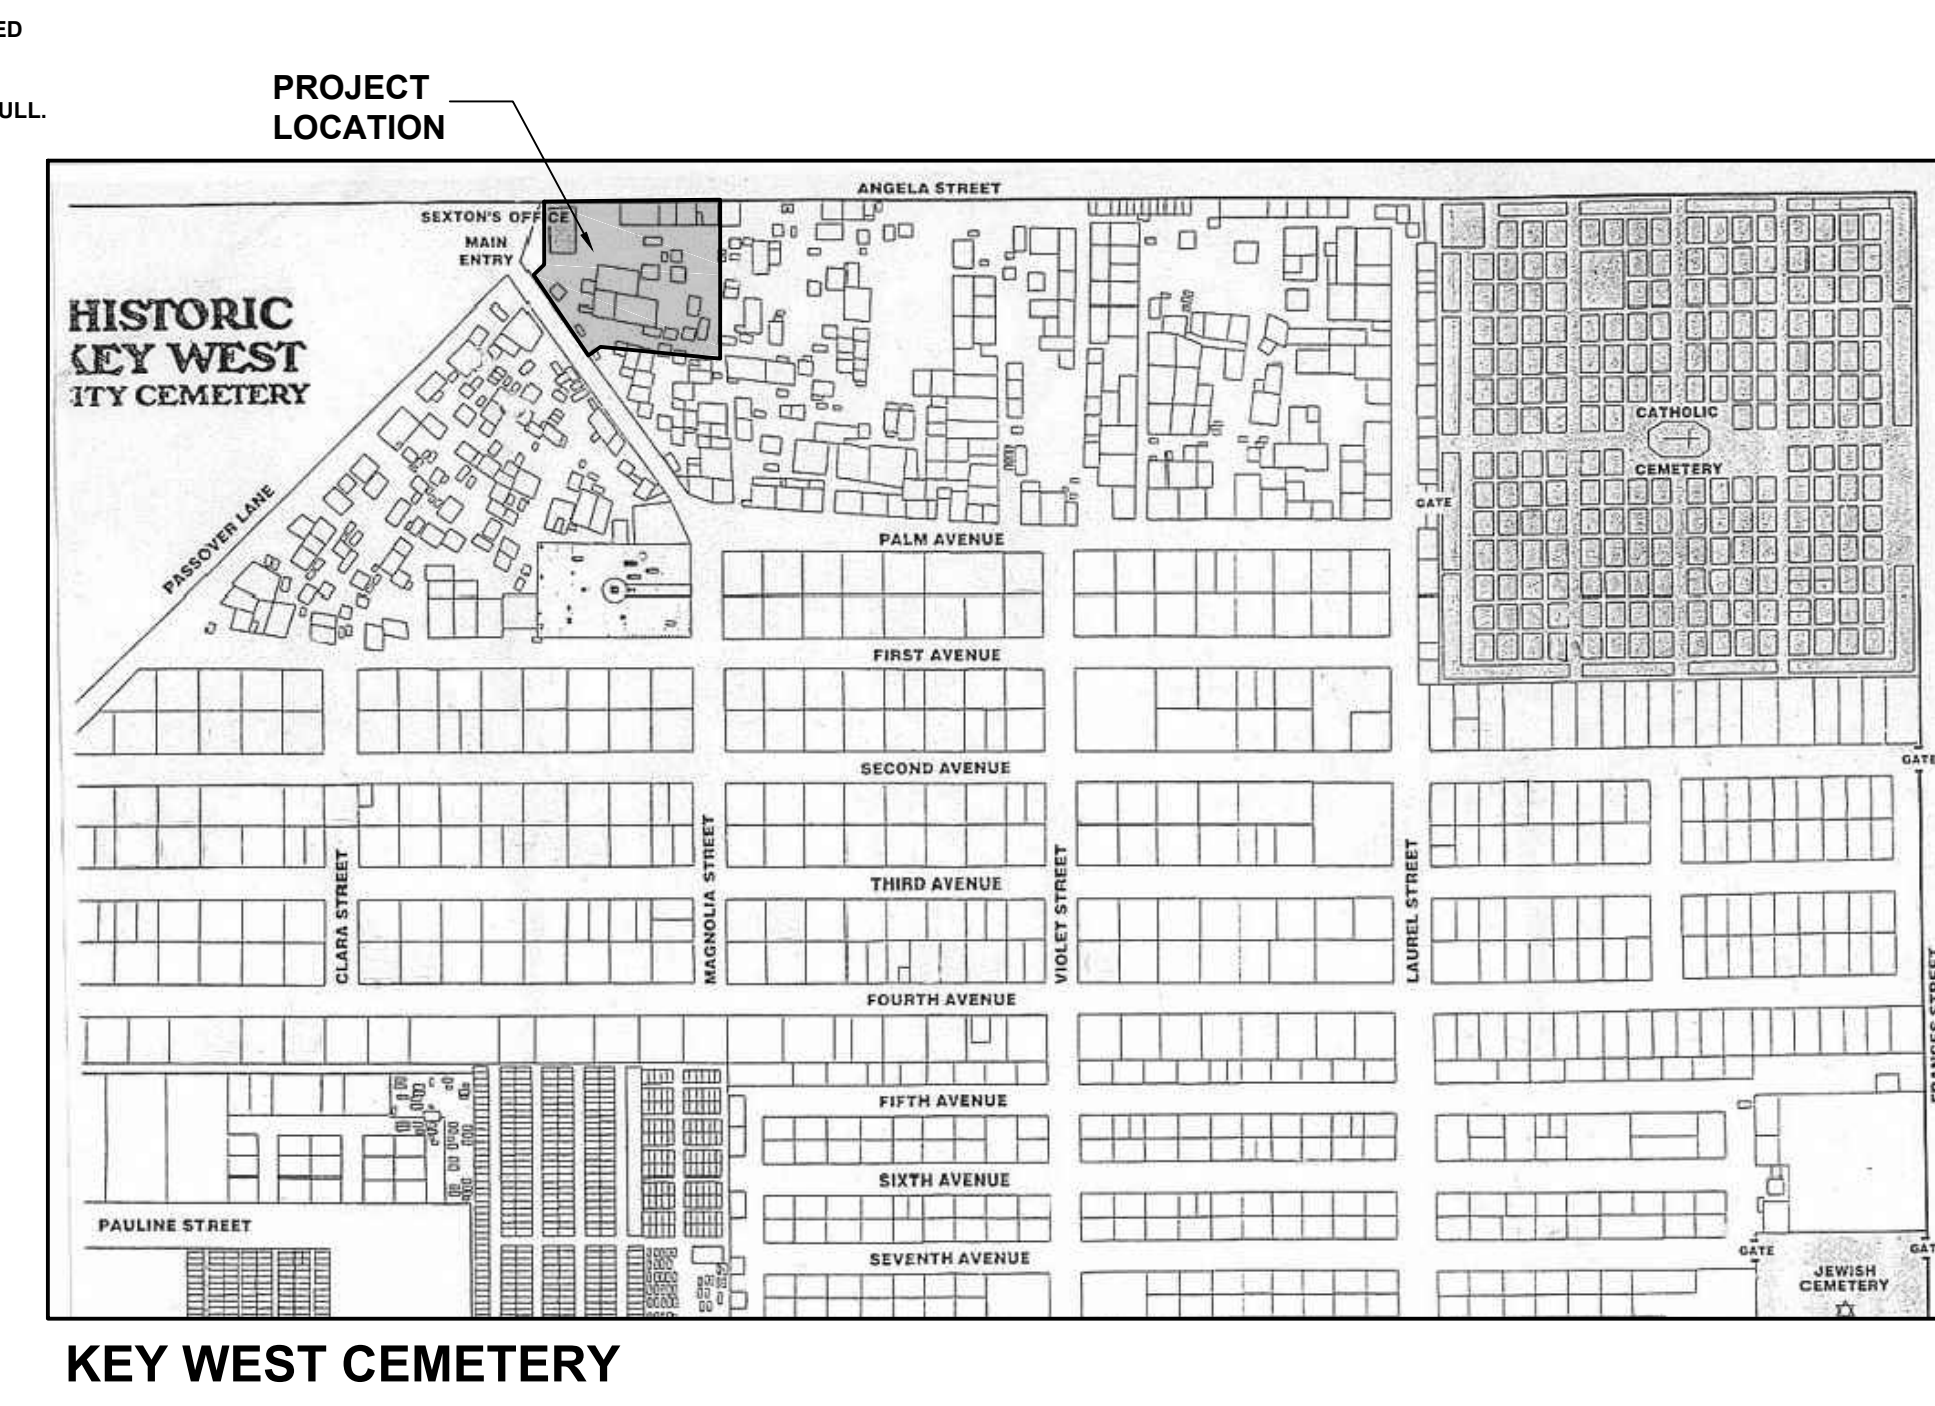 ED
ULL.
PROJECT
LOCATION
ANGELA STREET
SEXTON'S OFFICE
MAIN
ENTRY
HISTORIC
KEY WEST
ITY CEMETERY
CATHOLIC
CEMETERY
GATE
PASSOVER LANE
PALM AVENUE
FIRST AVENUE
SECOND AVENUE
GATE
THIRD AVENUE
CLARA STREET
MAGNOLIA STREET
VIOLET STREET
LAUREL STREET
FRANCES STREET
FOURTH AVENUE
FIFTH AVENUE
SIXTH AVENUE
PAULINE STREET
SEVENTH AVENUE
GATE
GAT
JEWISH
CEMETERY
KEY WEST CEMETERY